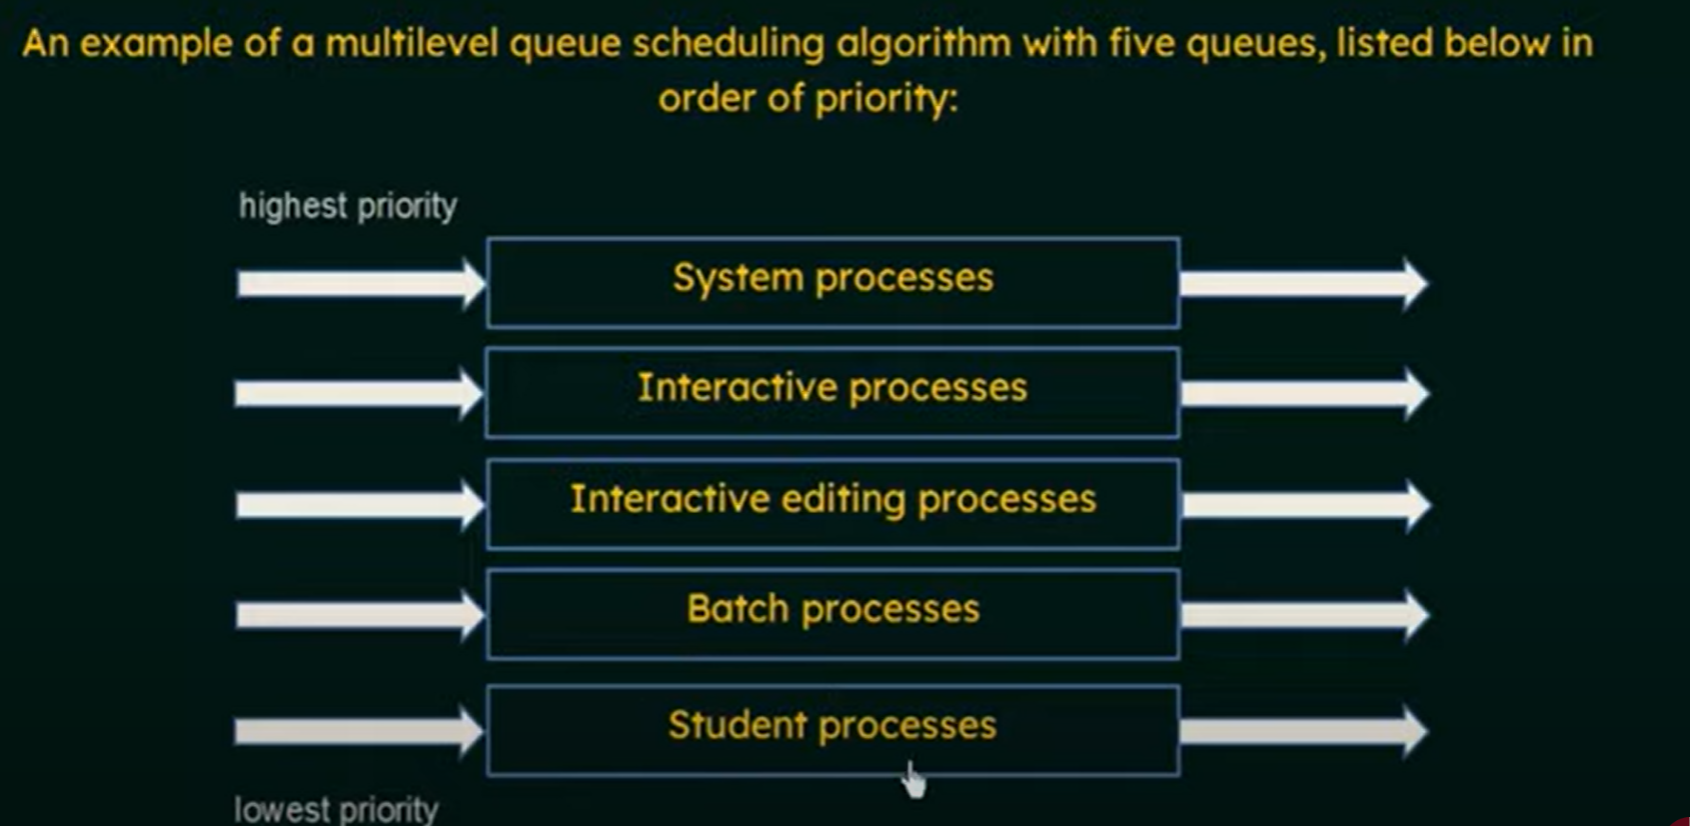 An example of a multilevel queue scheduling algorithm with five queues, listed below in
order of priority:
highest priority
System processes
Interactive processes
Interactive editing processes
Batch processes
Student processes
lowest priority